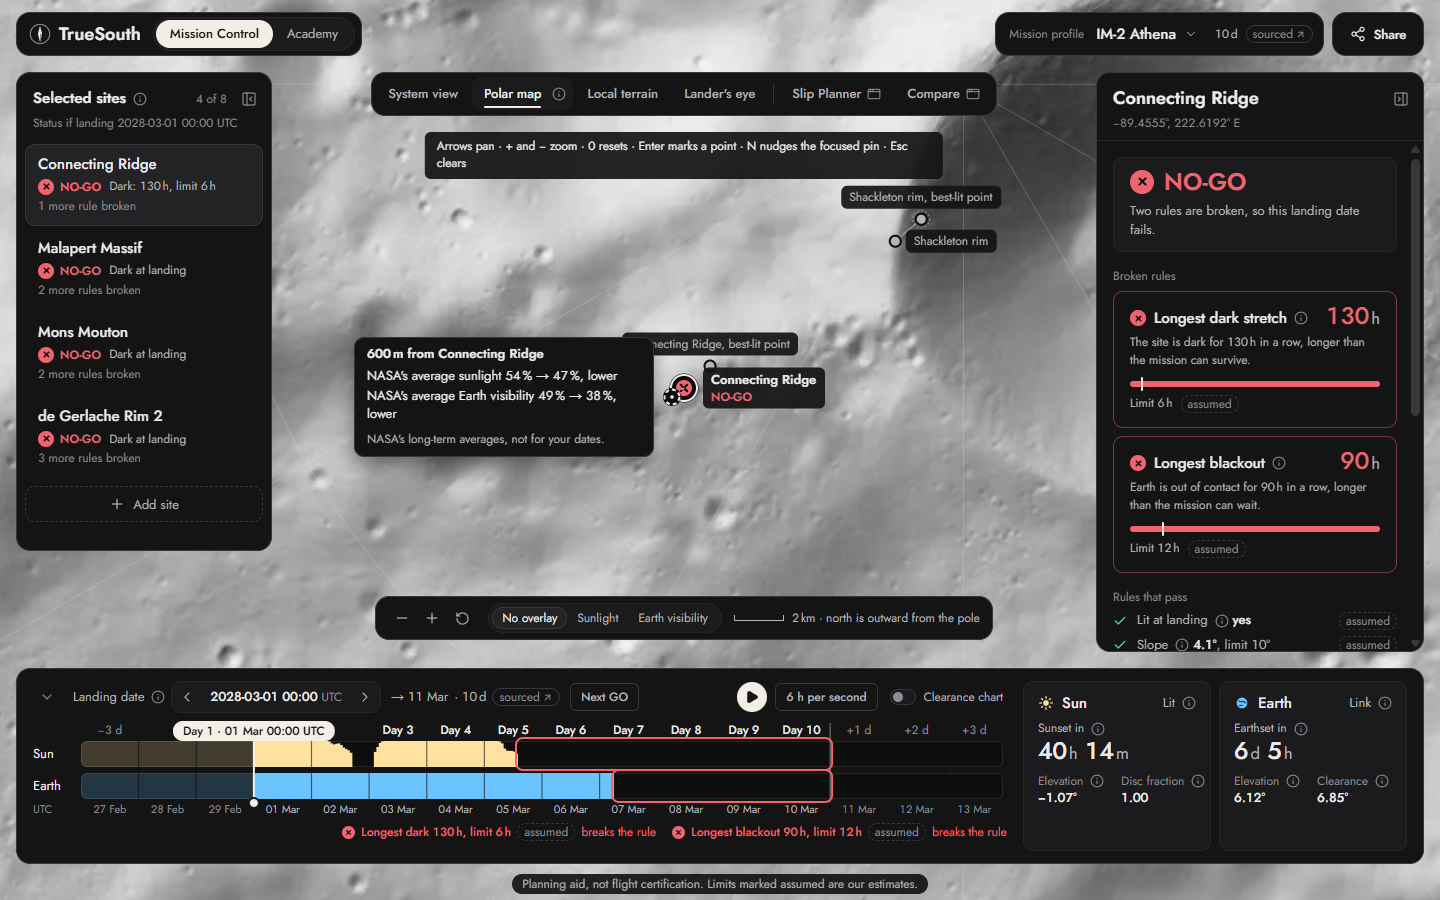 TrueSouth
Mission Control
Academy
Mission profile
IM-2 Athena
10 d
sourced ↗
Share
Selected sites
4 of 8
Status if landing 2028-03-01 00:00 UTC
Connecting Ridge
NO-GO Dark: 130 h, limit 6 h
1 more rule broken
Malapert Massif
NO-GO Dark at landing
2 more rules broken
Mons Mouton
NO-GO Dark at landing
2 more rules broken
de Gerlache Rim 2
NO-GO Dark at landing
3 more rules broken
+ Add site
System view
Polar map
Local terrain
Lander's eye
Slip Planner
Compare
Arrows pan · + and − zoom · 0 resets · Enter marks a point · N nudges the focused pin · Esc
clears
Shackleton rim, best-lit point
Shackleton rim
necting Ridge, best-lit point
600 m from Connecting Ridge
NASA's average sunlight 54 % → 47 %, lower
NASA's average Earth visibility 49 % → 38 %,
lower
NASA's long-term averages, not for your dates.
Connecting Ridge
NO-GO
No overlay
Sunlight
Earth visibility
2 km · north is outward from the pole
Connecting Ridge
−89.4555°, 222.6192° E
NO-GO
Two rules are broken, so this landing date
fails.
Broken rules
Longest dark stretch
130 h
The site is dark for 130 h in a row, longer than
the mission can survive.
Limit 6 h
assumed
Longest blackout
90 h
Earth is out of contact for 90 h in a row, longer
than the mission can wait.
Limit 12 h
assumed
Rules that pass
Lit at landing yes
assumed
Slope 4.1°, limit 10°
assumed
Landing date
2028-03-01 00:00 UTC
→ 11 Mar · 10 d
sourced ↗
Next GO
6 h per second
Clearance chart
−3 d
Day 1 · 01 Mar 00:00 UTC
Day 3
Day 4
Day 5
Day 6
Day 7
Day 8
Day 9
Day 10
+1 d
+2 d
+3 d
Sun
Earth
UTC
27 Feb
28 Feb
29 Feb
01 Mar
02 Mar
03 Mar
04 Mar
05 Mar
06 Mar
07 Mar
08 Mar
09 Mar
10 Mar
11 Mar
12 Mar
13 Mar
Longest dark 130 h, limit 6 h assumed breaks the rule
Longest blackout 90 h, limit 12 h assumed breaks the rule
Sun
Lit
Sunset in
40 h 14 m
Elevation
Disc fraction
−1.07°
1.00
Earth
Link
Earthset in
6 d 5 h
Elevation
Clearance
6.12°
6.85°
Planning aid, not flight certification. Limits marked assumed are our estimates.